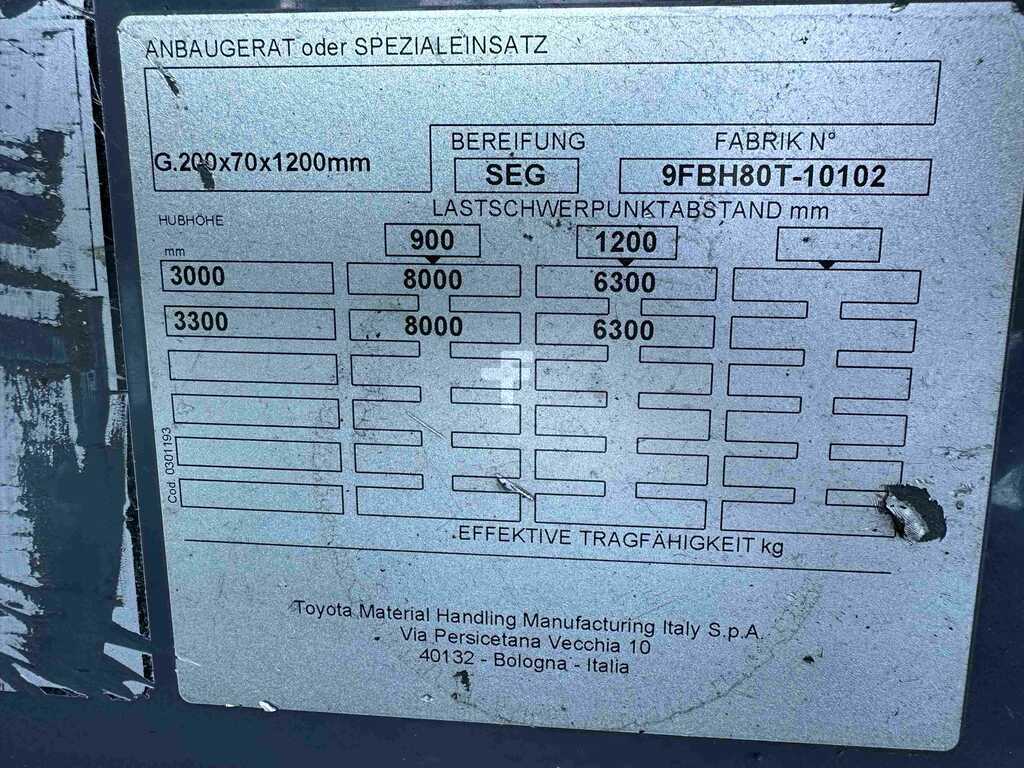 ANBAUGERAT oder SPEZIALEINSATZ
G.200x70x1200mm
BEREIFUNG FABRIK N°
SEG 9FBH80T-10102
LASTSCHWERPUNKTABSTAND mm
HUBHÖHE
mm
900 1200
3000 8000 6300
3300 8000 6300
Cod. 0301193
EFFEKTIVE TRAGFÄHIGKEIT kg
Toyota Material Handling Manufacturing Italy S.p.A.
Via Persicetana Vecchia 10
40132 - Bologna - Italia